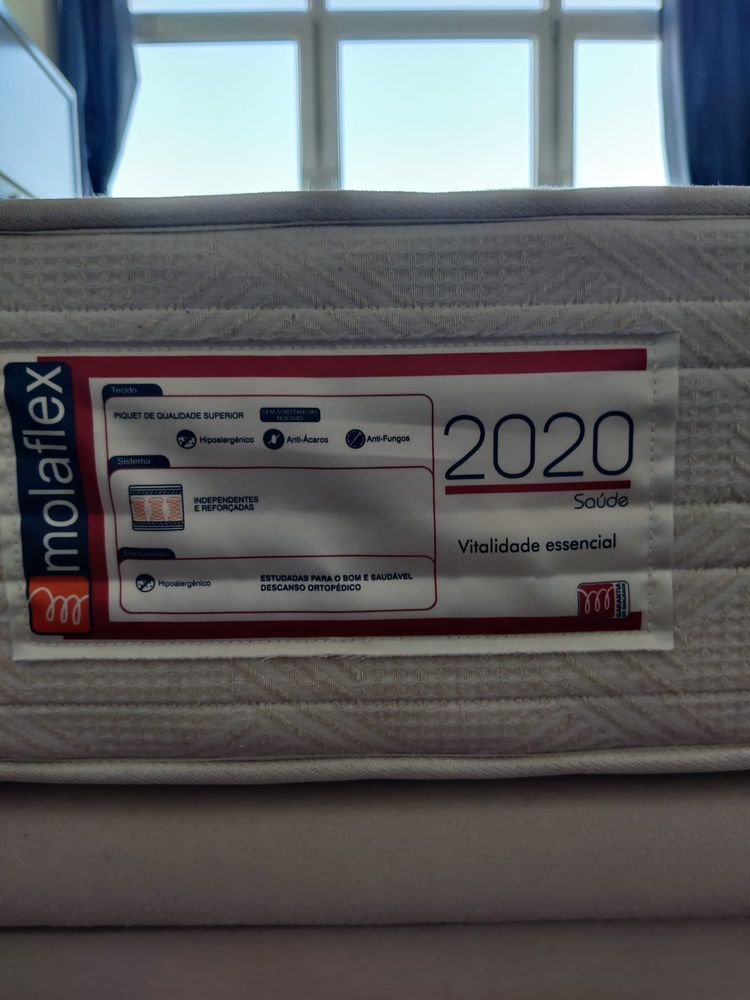 molaflex
Tecido
PIQUET DE QUALIDADE SUPERIOR
SEM SUBSTÂNCIAS
NOCIVAS
Hipoalergénico
Anti-Ácaros
Anti-Fungos
Sistema
INDEPENDENTES
E REFORÇADAS
Enchimento
Hipoalergénico
ESTUDADAS PARA O BOM E SAUDÁVEL
DESCANSO ORTOPÉDICO
2020
Saúde
Vitalidade essencial
GARANTIA